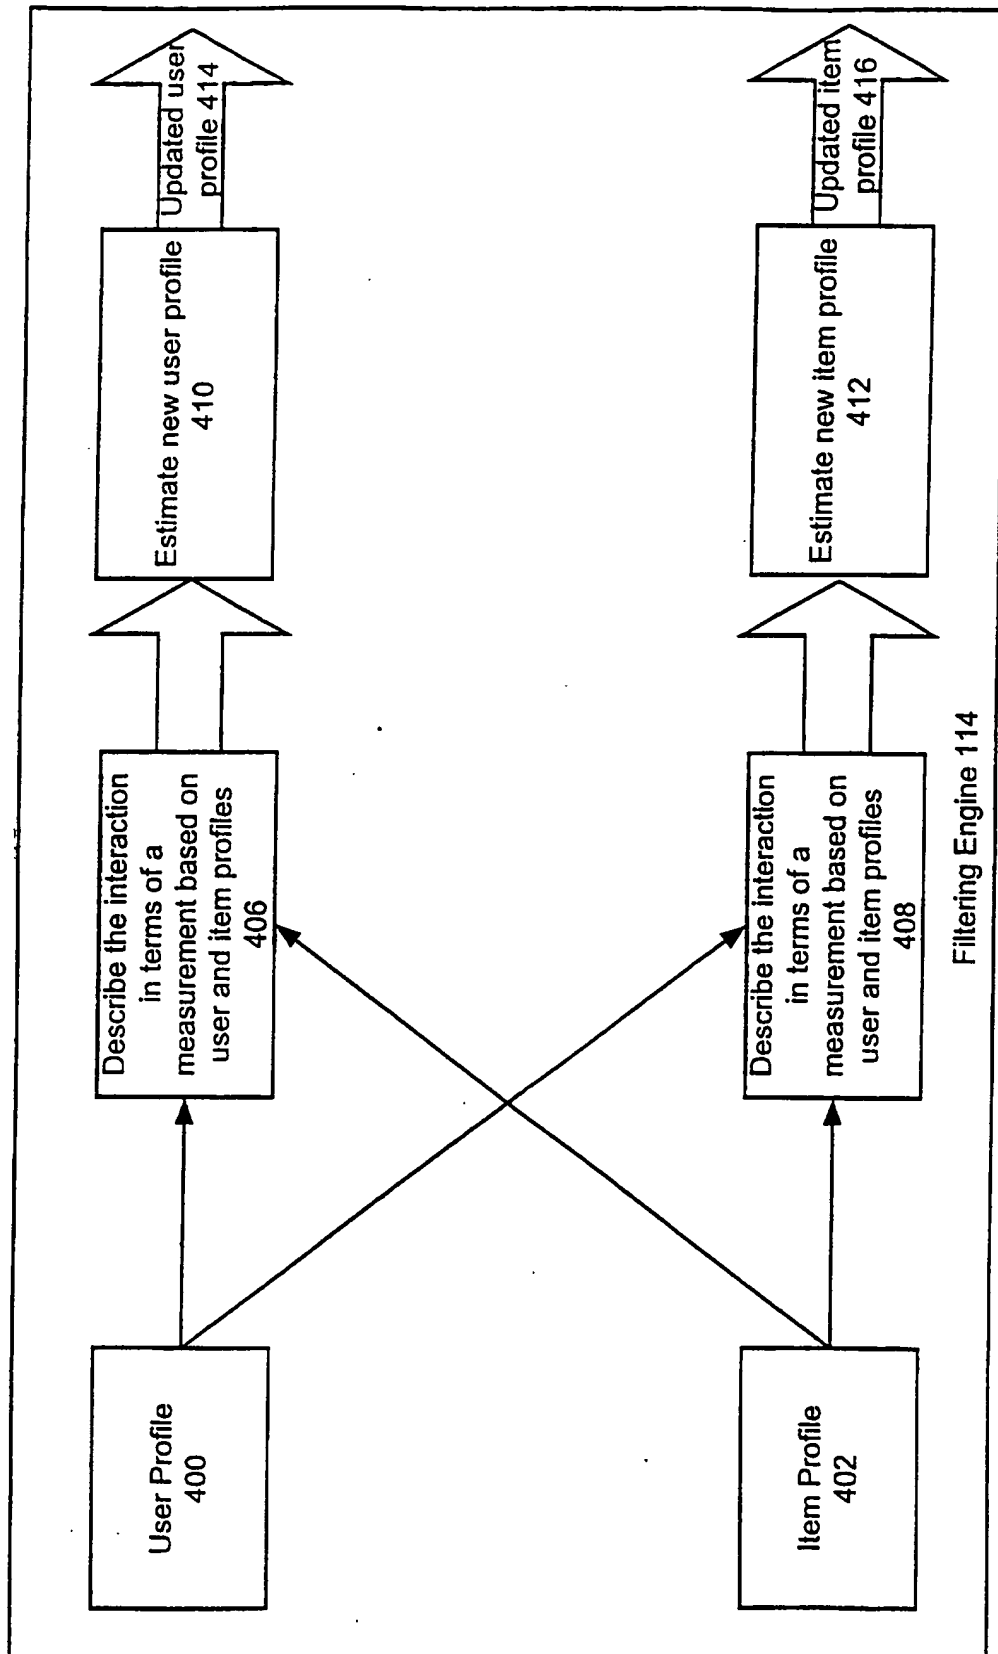 User Profile
400
Describe the interaction
in terms of a
measurement based on
user and item profiles
406
Estimate new user profile
410
Updated user
profile 414
Item Profile
402
Describe the interaction
in terms of a
measurement based on
user and item profiles
408
Estimate new item profile
412
Updated item
profile 416
Filtering Engine 114